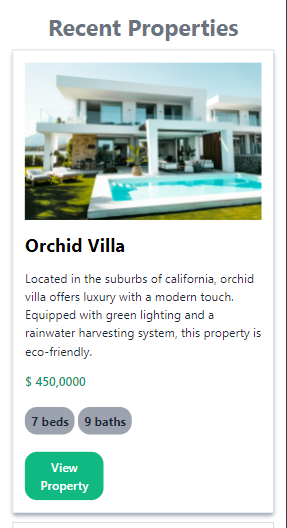 Recent Properties
Orchid Villa
Located in the suburbs of california, orchid
villa offers luxury with a modern touch.
Equipped with green lighting and a
rainwater harvesting system, this property is
eco-friendly.
$ 450,0000
7 beds 9 baths
View
Property